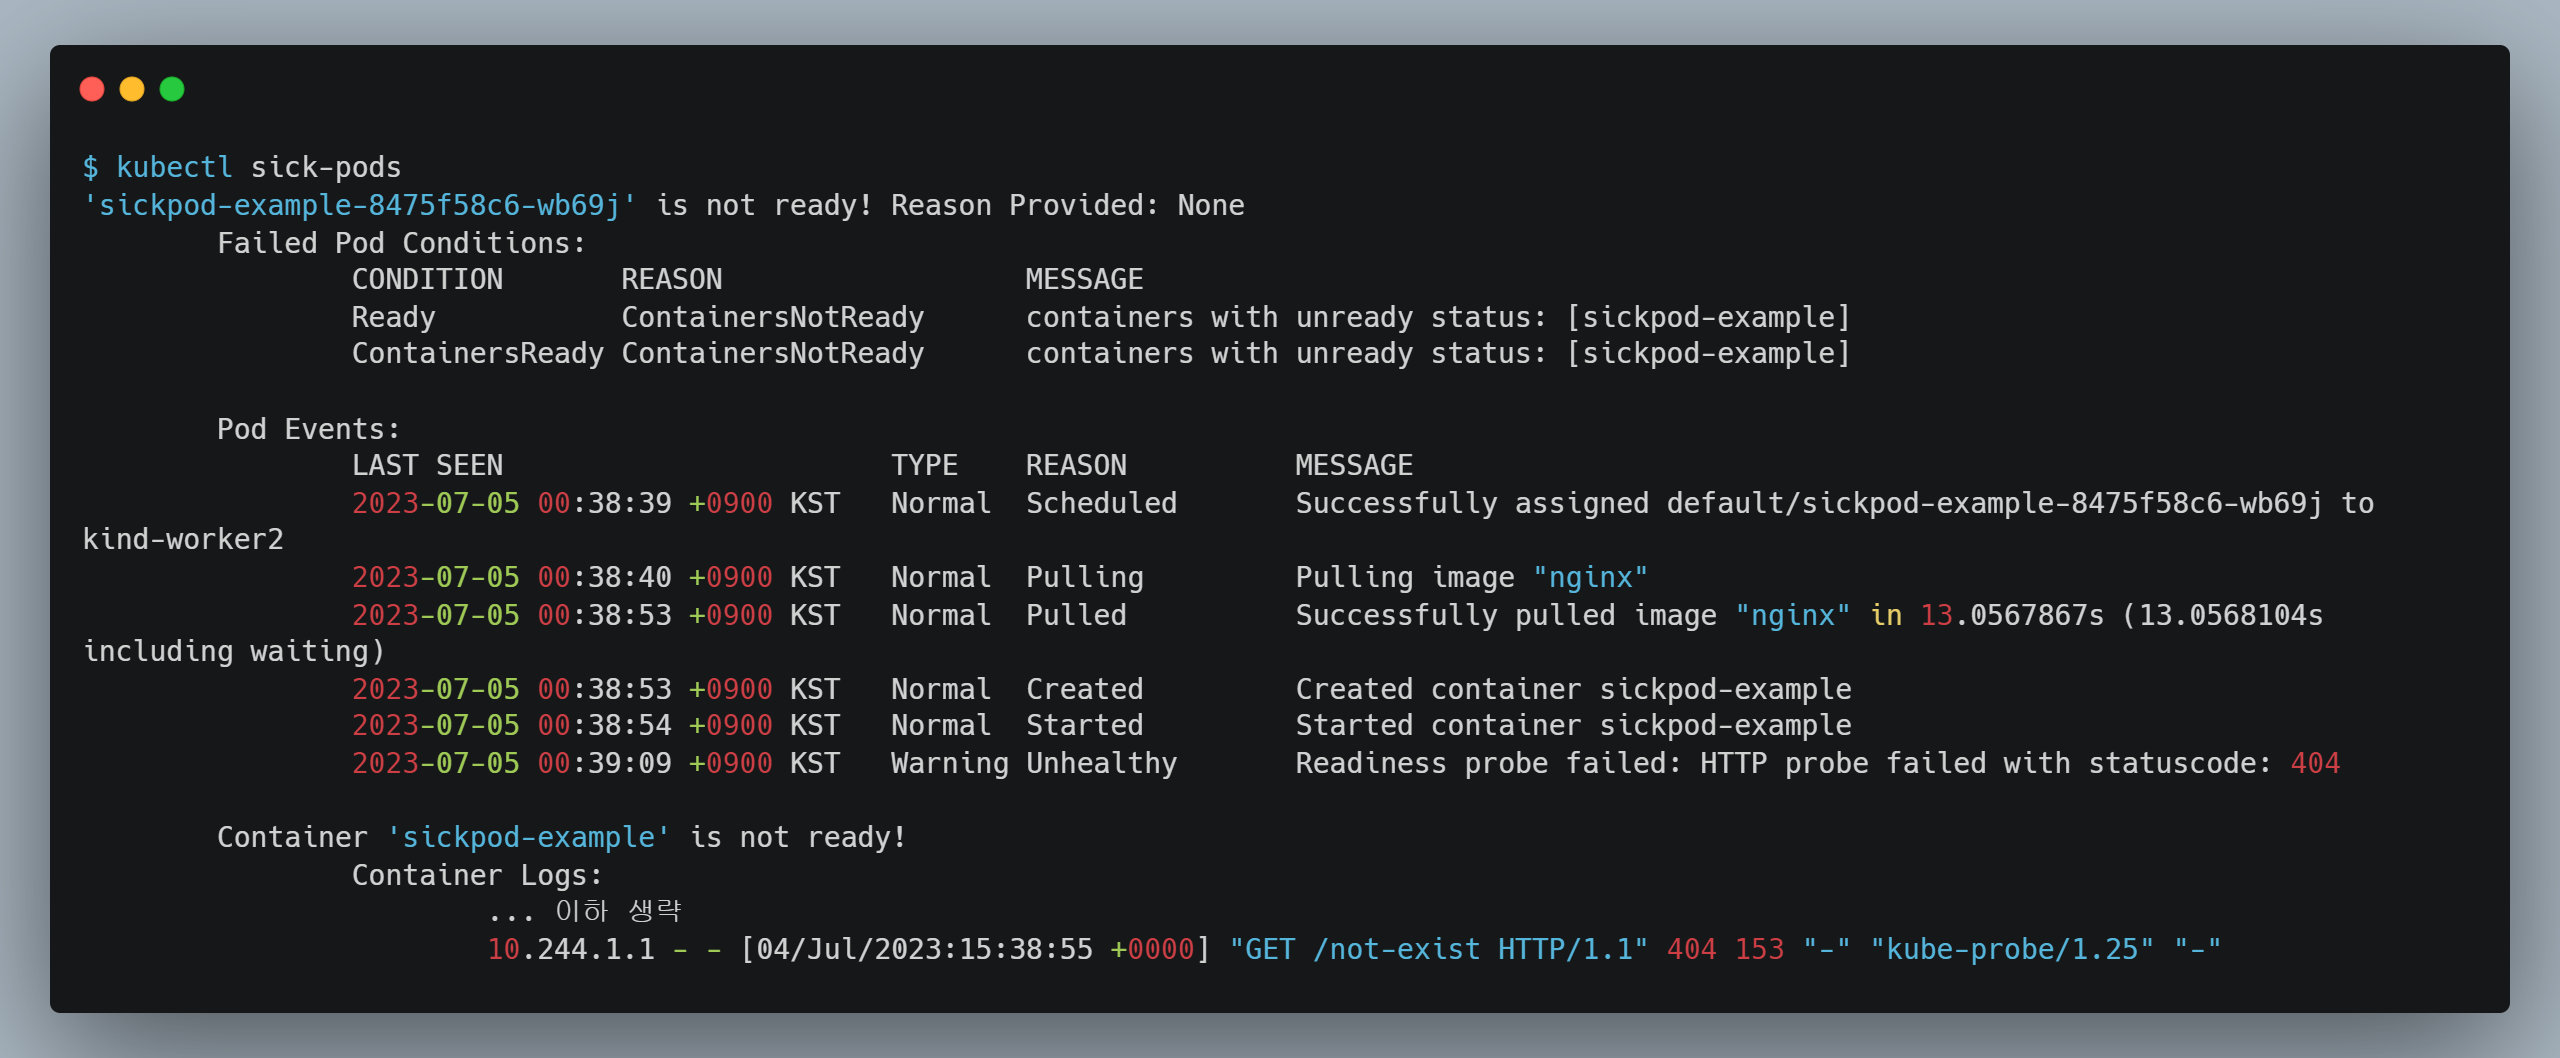 $ kubectl sick-pods
'sickpod-example-8475f58c6-wb69j' is not ready! Reason Provided: None
Failed Pod Conditions:
CONDITION REASON MESSAGE
Ready ContainersNotReady containers with unready status: [sickpod-example]
ContainersReady ContainersNotReady containers with unready status: [sickpod-example]
Pod Events:
LAST SEEN TYPE REASON MESSAGE
2023-07-05 00:38:39 +0900 KST Normal Scheduled Successfully assigned default/sickpod-example-8475f58c6-wb69j to
kind-worker2
2023-07-05 00:38:40 +0900 KST Normal Pulling Pulling image "nginx"
2023-07-05 00:38:53 +0900 KST Normal Pulled Successfully pulled image "nginx" in 13.0567867s (13.0568104s
including waiting)
2023-07-05 00:38:53 +0900 KST Normal Created Created container sickpod-example
2023-07-05 00:38:54 +0900 KST Normal Started Started container sickpod-example
2023-07-05 00:39:09 +0900 KST Warning Unhealthy Readiness probe failed: HTTP probe failed with statuscode: 404
Container 'sickpod-example' is not ready!
Container Logs:
... 이하 생략
10.244.1.1 - - [04/Jul/2023:15:38:55 +0000] "GET /not-exist HTTP/1.1" 404 153 "-" "kube-probe/1.25" "-"